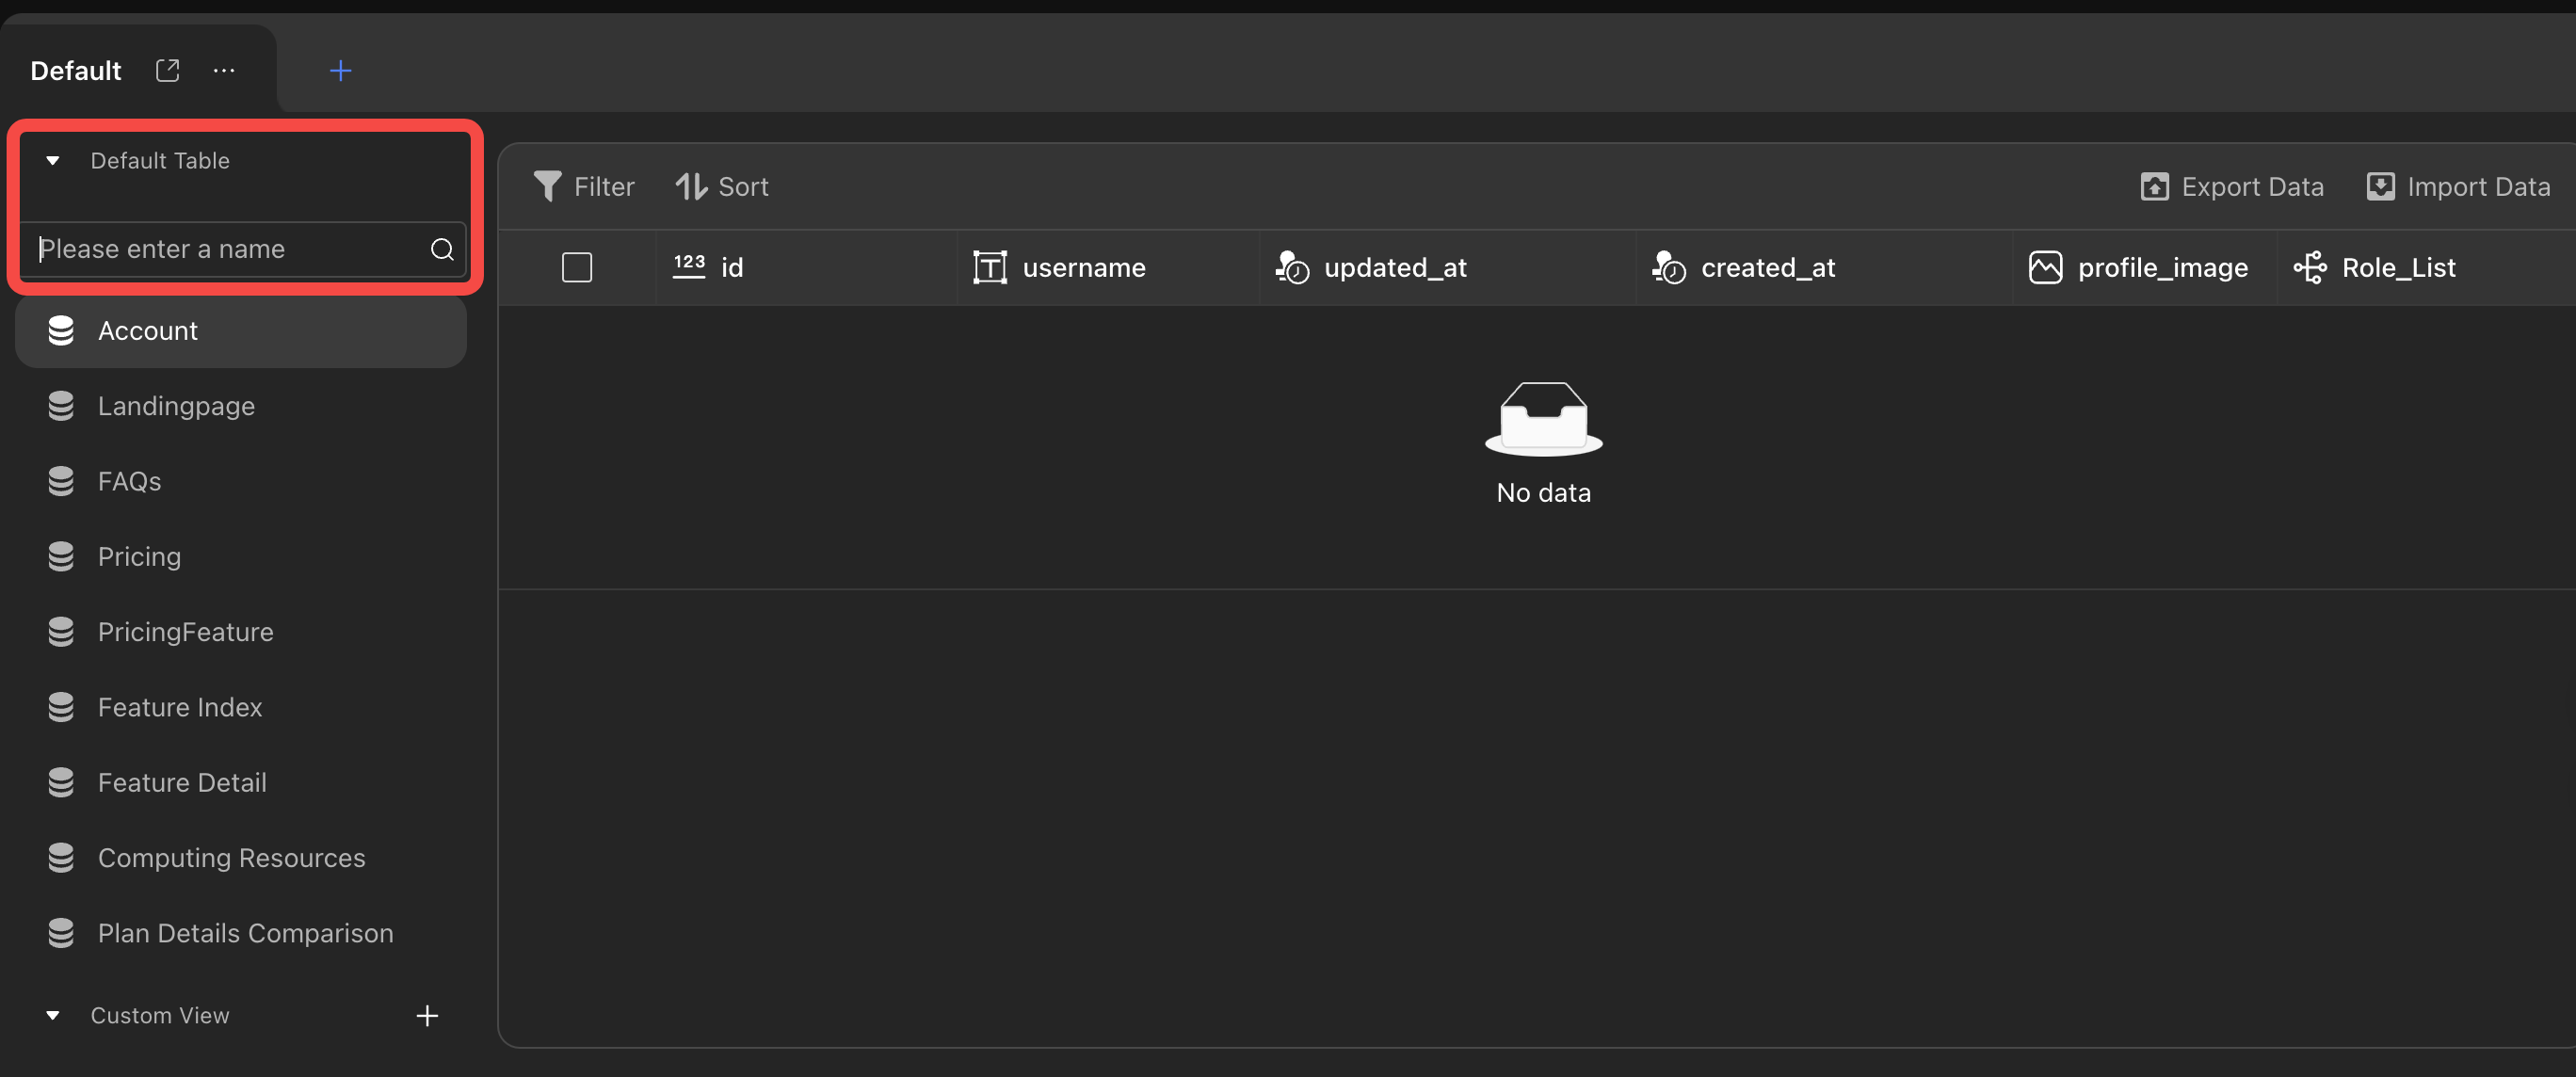 Default
Default Table
Please enter a name
Account
Landingpage
FAQs
Pricing
PricingFeature
Feature Index
Feature Detail
Computing Resources
Plan Details Comparison
Custom View
Filter Sort Export Data Import Data
123 id username updated_at created_at profile_image Role_List
No data